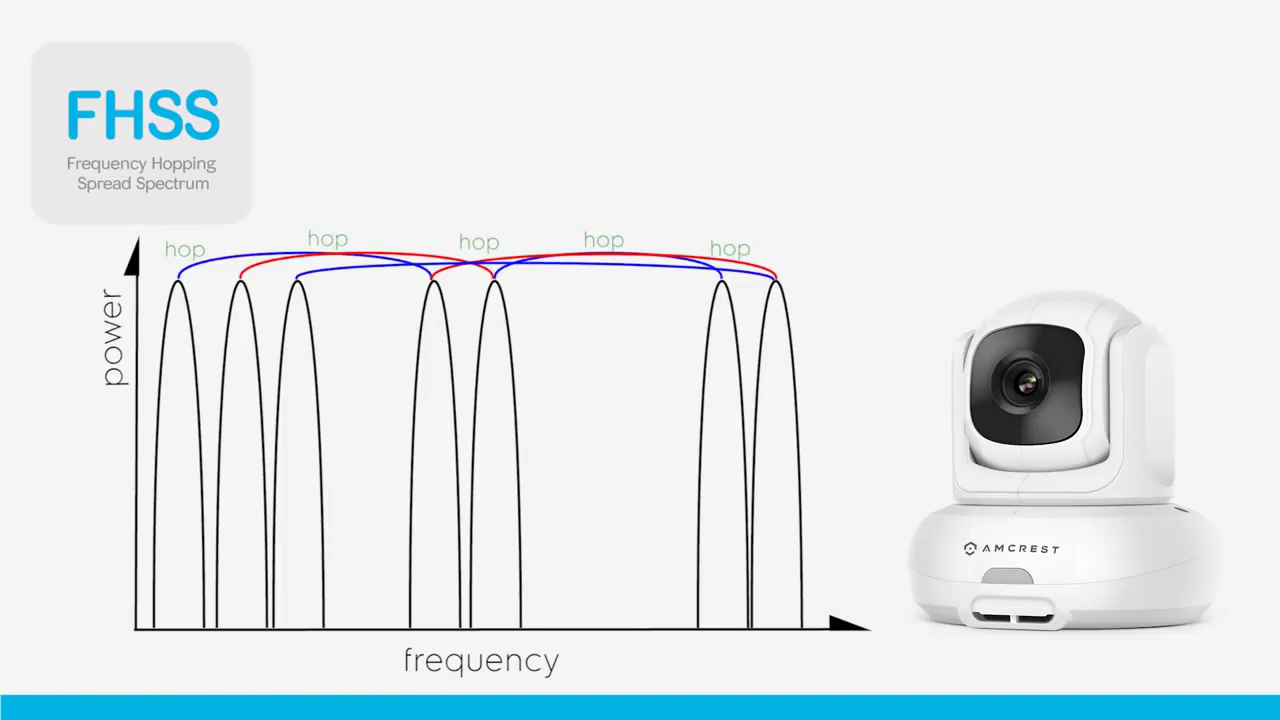 FHSS
Frequency Hopping
Spread Spectrum
hop
hop
hop
hop
hop
power
frequency
AMCREST